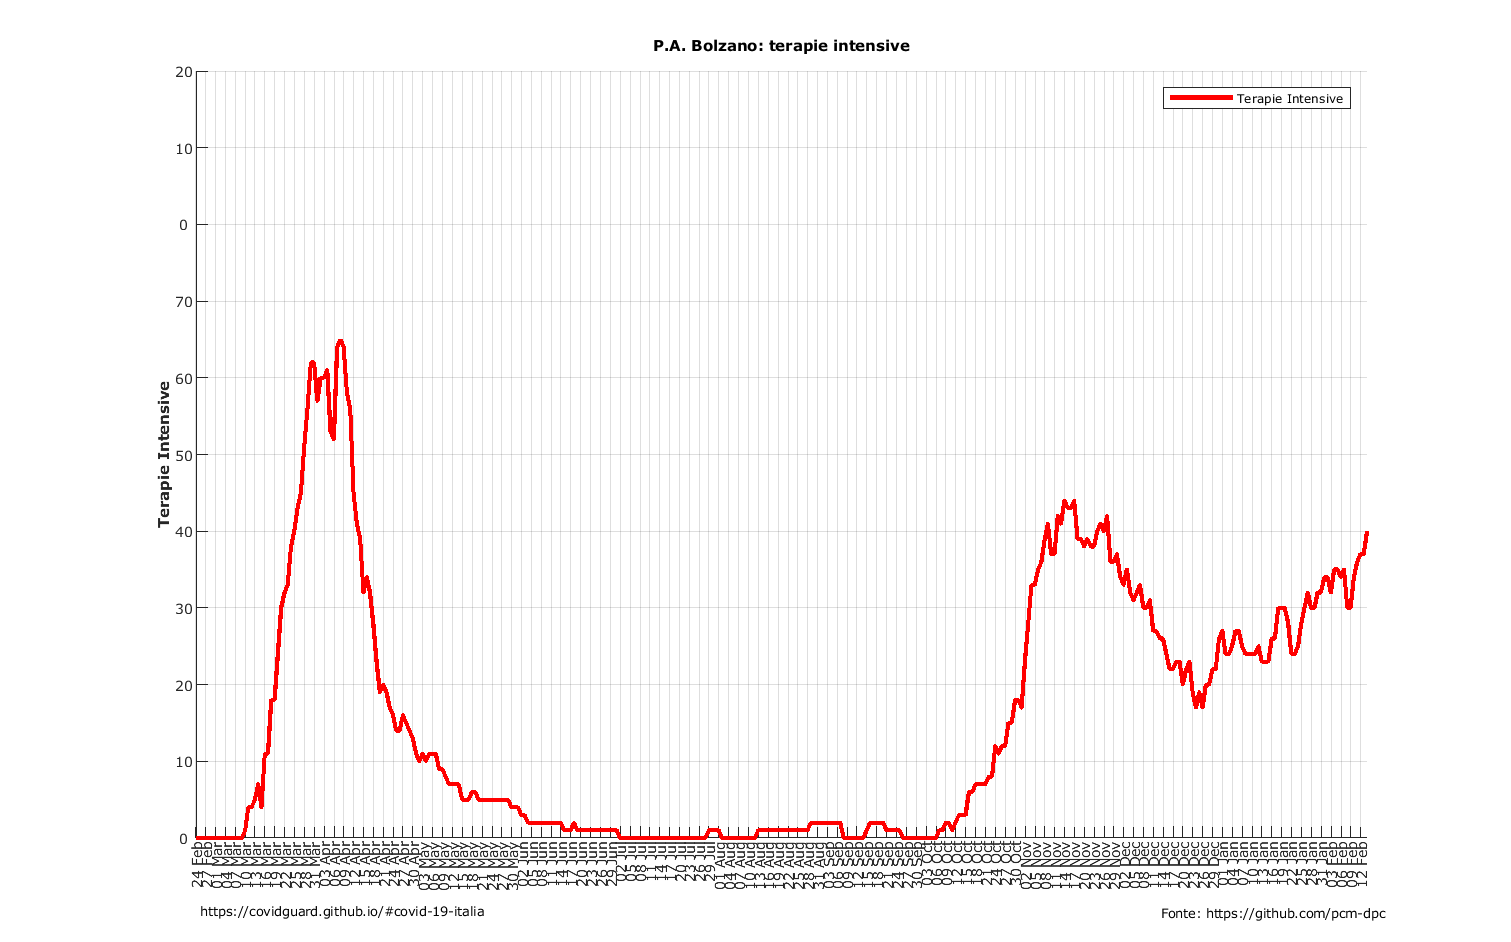 P.A. Bolzano: terapie intensive
20
10
0
70
60
50
40
30
20
10
0
Terapie Intensive
Terapie Intensive
24 Feb
27 Feb
01 Mar
04 Mar
07 Mar
10 Mar
13 Mar
16 Mar
19 Mar
22 Mar
25 Mar
28 Mar
31 Mar
03 Apr
06 Apr
09 Apr
12 Apr
15 Apr
18 Apr
21 Apr
24 Apr
27 Apr
30 Apr
03 May
06 May
09 May
12 May
15 May
18 May
21 May
24 May
27 May
30 May
02 Jun
05 Jun
08 Jun
11 Jun
14 Jun
17 Jun
20 Jun
23 Jun
26 Jun
29 Jun
02 Jul
05 Jul
08 Jul
11 Jul
14 Jul
17 Jul
20 Jul
23 Jul
26 Jul
29 Jul
01 Aug
04 Aug
07 Aug
10 Aug
13 Aug
16 Aug
19 Aug
22 Aug
25 Aug
28 Aug
31 Aug
03 Sep
06 Sep
09 Sep
12 Sep
15 Sep
18 Sep
21 Sep
24 Sep
27 Sep
30 Sep
03 Oct
06 Oct
09 Oct
12 Oct
15 Oct
18 Oct
21 Oct
24 Oct
27 Oct
30 Oct
02 Nov
05 Nov
08 Nov
11 Nov
14 Nov
17 Nov
20 Nov
23 Nov
26 Nov
29 Nov
02 Dec
05 Dec
08 Dec
11 Dec
14 Dec
17 Dec
20 Dec
23 Dec
26 Dec
29 Dec
01 Jan
04 Jan
07 Jan
10 Jan
13 Jan
16 Jan
19 Jan
22 Jan
25 Jan
28 Jan
31 Jan
03 Feb
06 Feb
09 Feb
12 Feb
https://covidguard.github.io/#covid-19-italia
Fonte: https://github.com/pcm-dpc